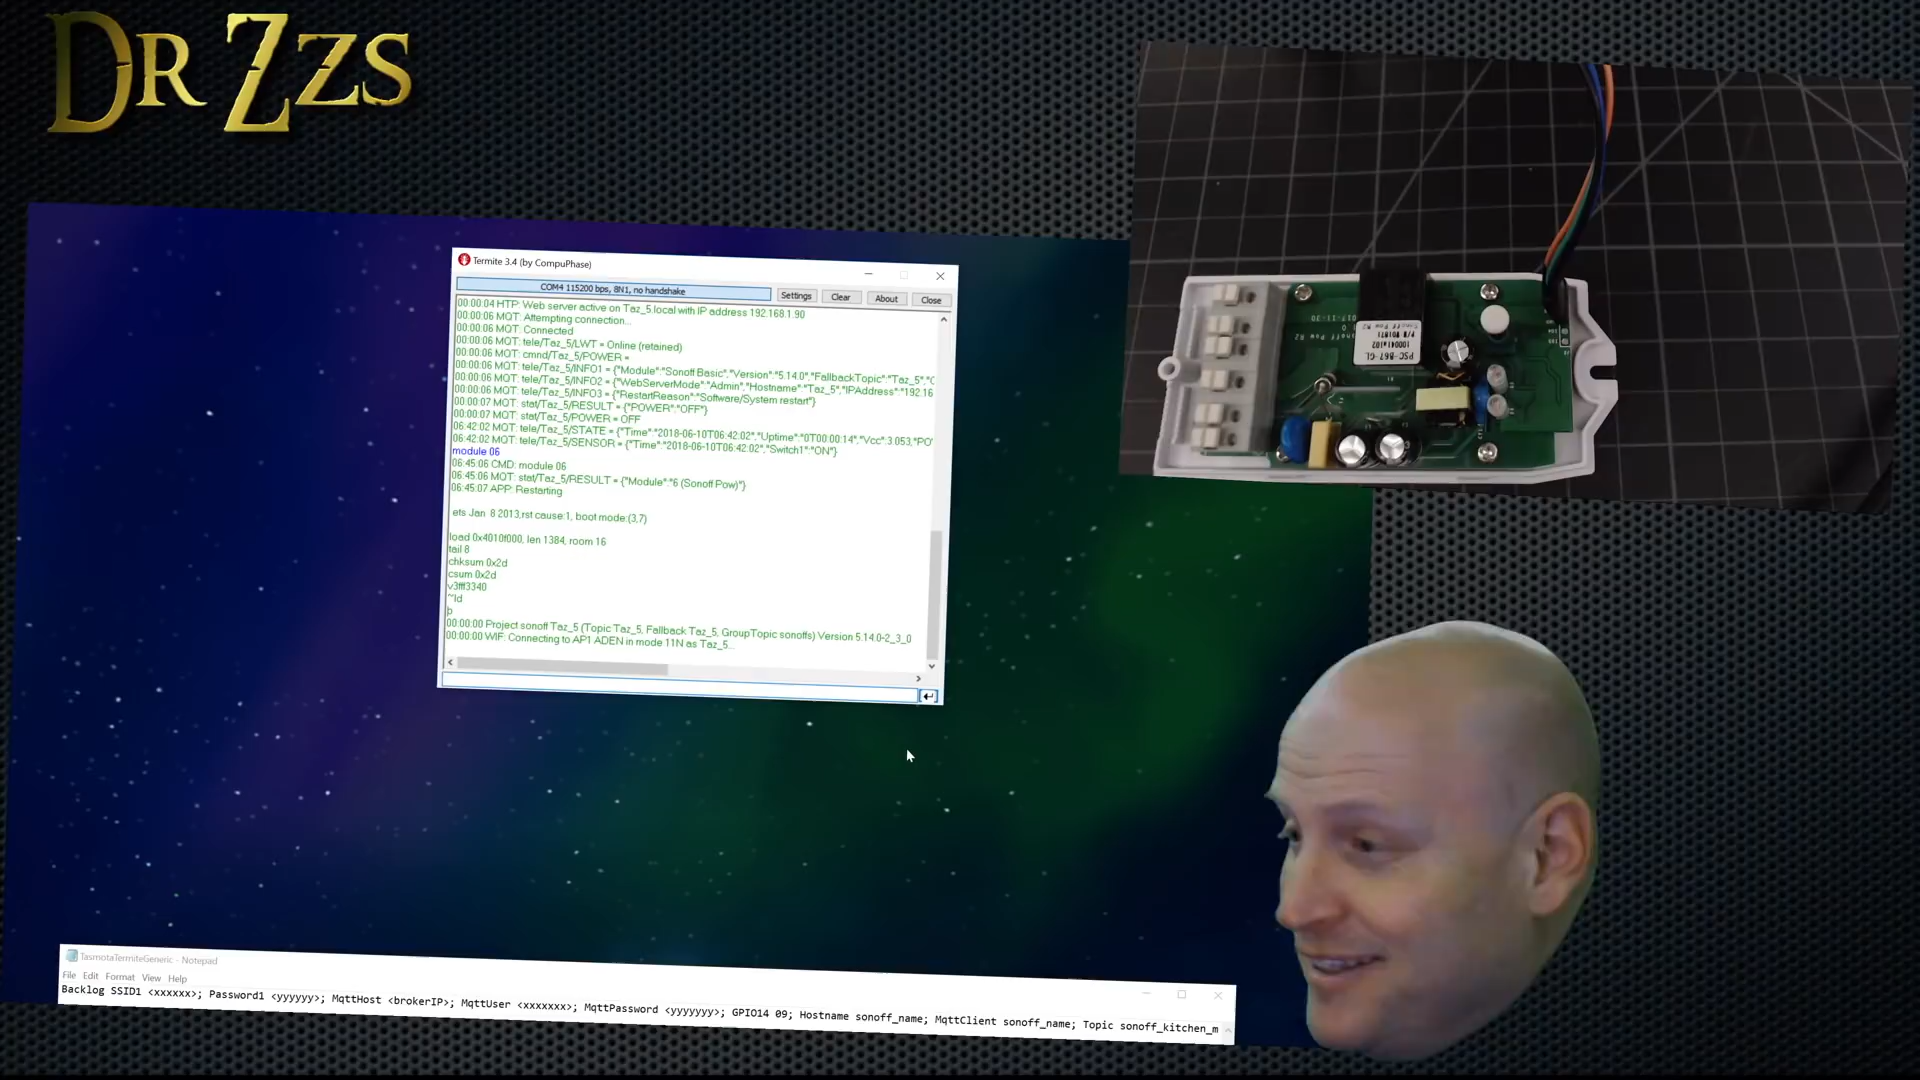 DR ZZS
Termite 3.4 (by CompuPhase)
COM4 115200 bps, 8N1, no handshake
Settings
Clear
About
Close
00:00:04 HTP: Web server active on Taz_5.local with IP address 192.168.1.90
00:00:06 MQT: Attempting connection...
00:00:06 MQT: Connected
00:00:06 MQT: tele/Taz_5/LWT = Online (retained)
00:00:06 MQT: cmnd/Taz_5/POWER =
00:00:06 MQT: tele/Taz_5/INFO1 = {"Module":"Sonoff Basic","Version":"5.14.0","FallbackTopic":"Taz_5","G
00:00:06 MQT: tele/Taz_5/INFO2 = {"WebServerMode":"Admin","Hostname":"Taz_5","IPAddress":"192.16
00:00:06 MQT: tele/Taz_5/INFO3 = {"RestartReason":"Software/System restart"}
00:00:07 MQT: stat/Taz_5/RESULT = {"POWER":"OFF"}
00:00:07 MQT: stat/Taz_5/POWER = OFF
06:42:02 MQT: tele/Taz_5/STATE = {"Time":"2018-06-10T06:42:02","Uptime":"0T00:00:14","Vcc":3.053,"PO
06:42:02 MQT: tele/Taz_5/SENSOR = {"Time":"2018-06-10T06:42:02","Switch1":"ON"}
module 06
06:45:06 CMD: module 06
06:45:06 MQT: stat/Taz_5/RESULT = {"Module":"6 (Sonoff Pow)"}
06:45:07 APP: Restarting
ets Jan 8 2013,rst cause:1, boot mode:(3,7)
load 0x4010f000, len 1384, room 16
tail 8
chksum 0x2d
csum 0x2d
v3fff3340
~ld
00:00:00 Project sonoff Taz_5 (Topic Taz_5, Fallback Taz_5, GroupTopic sonoffs) Version 5.14.0-2_3_0
00:00:00 WIF: Connecting to AP1 ADEN in mode 11N as Taz_5...
PSC-B67-GL
TasmotaTermiteGeneric - Notepad
File Edit Format View Help
Backlog SSID1 <xxxxxx>; Password1 <yyyyyy>; MqttHost <brokerIP>; MqttUser <xxxxxxx>; MqttPassword <yyyyyyy>; GPIO14 09; Hostname sonoff_name; MqttClient sonoff_name; Topic sonoff_kitchen_m